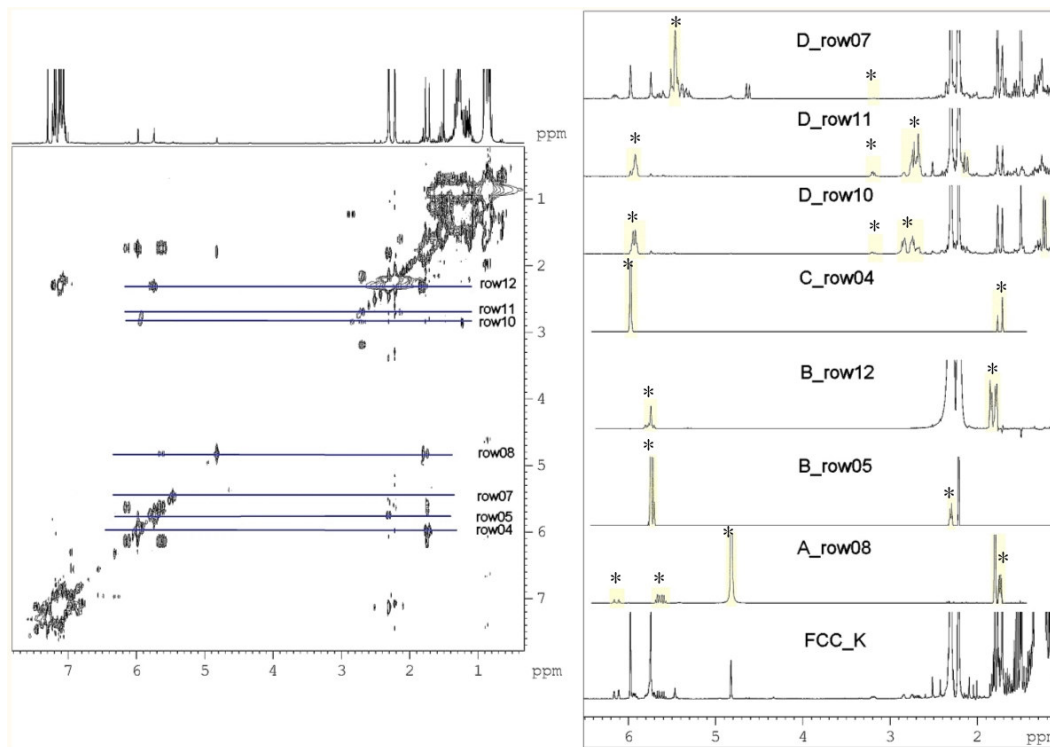 ppm
1
2
row12
row11
row10
3
4
row08
5
row07
row05
row04
6
7
7 6 5 4 3 2 1 ppm
*
D_row07
*
D_row11
*
*
*
D_row10
*
*
*
C_row04
*
*
B_row12
*
*
B_row05
*
*
A_row08
*
*
*
*
FCC_K
6 5 4 3 2 ppm